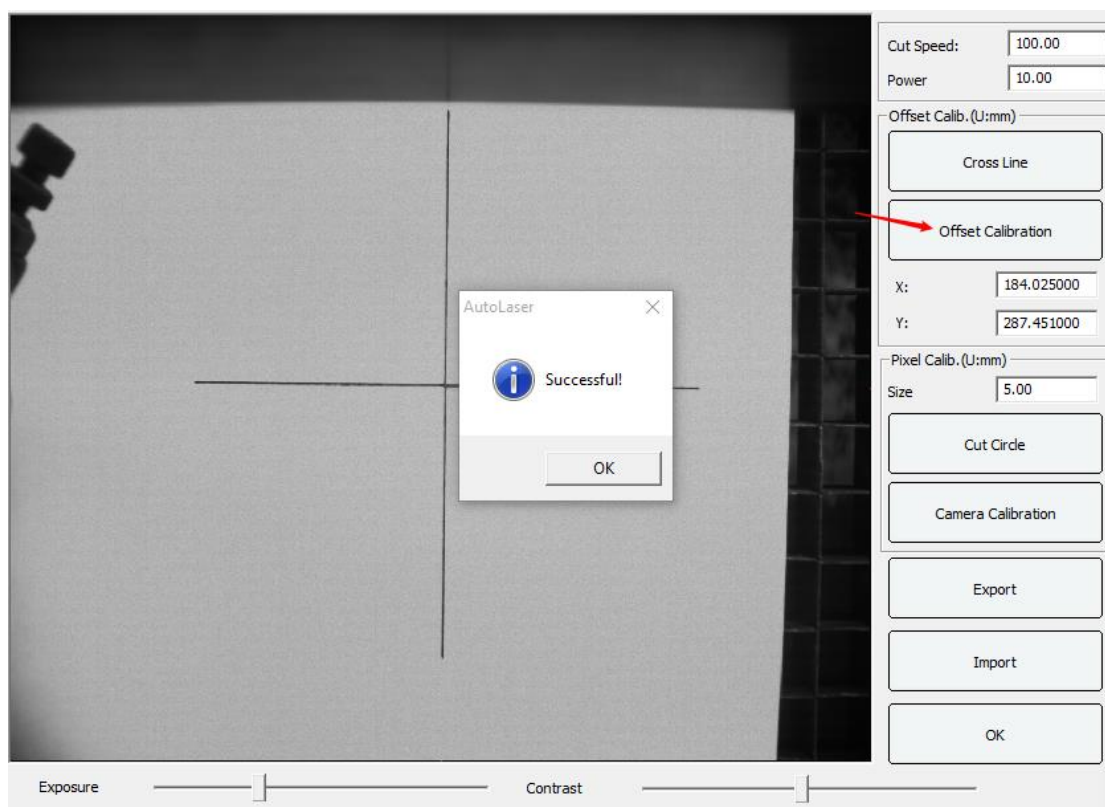 Cut Speed: 100.00
Power 10.00
Offset Calib.(U:mm)
Cross Line
Offset Calibration
X: 184.025000
Y: 287.451000
Pixel Calib.(U:mm)
Size 5.00
Cut Circle
Camera Calibration
Export
Import
OK
AutoLaser
Successful!
OK
Exposure Contrast